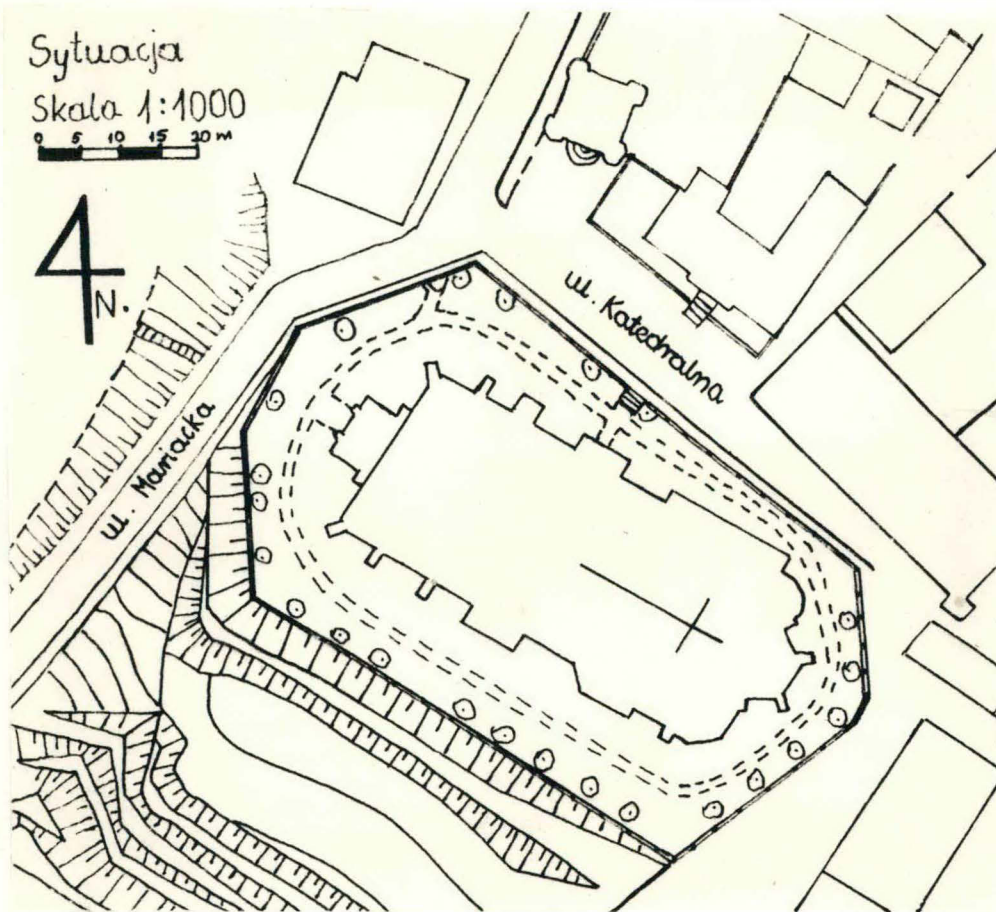 Sytuacja
Skala 1:1000
0 5 10 15 20 m
N.
ul. Katedralna
ul. Mariacka